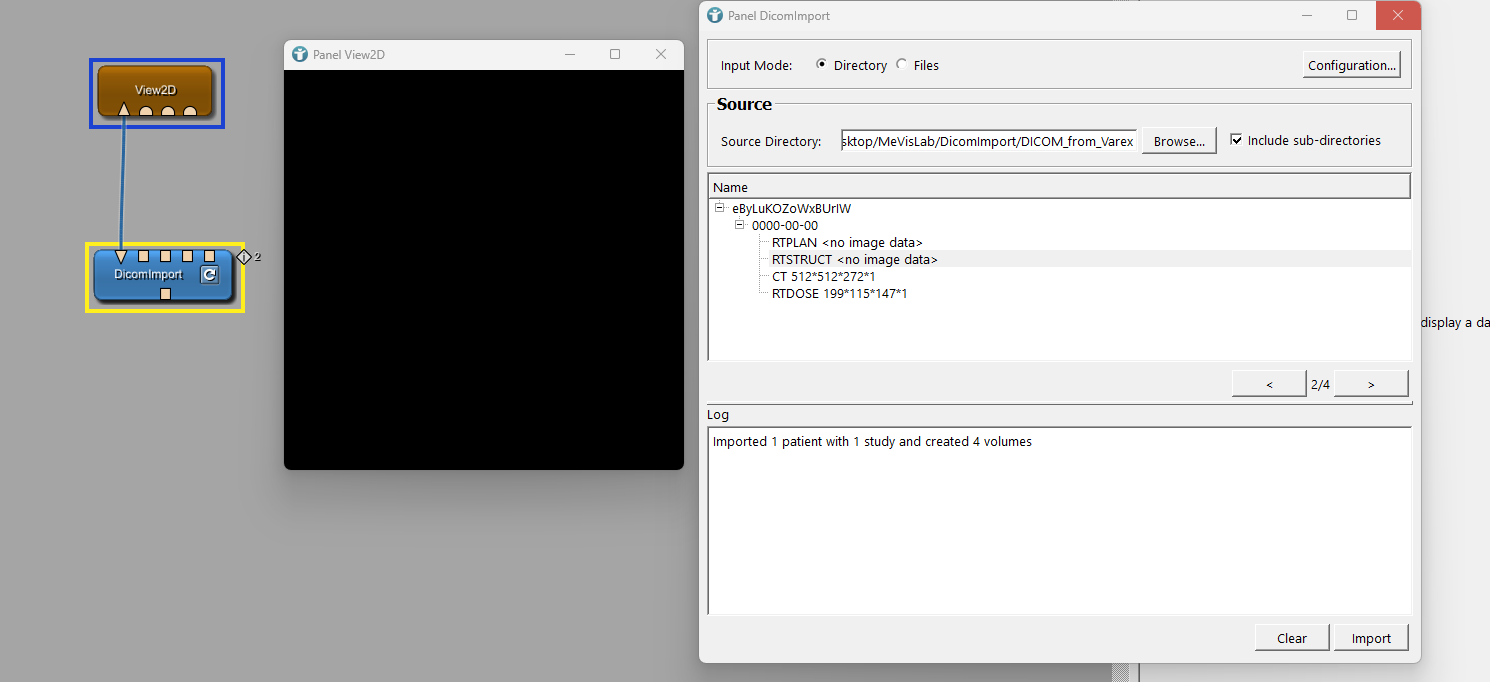 View2D
DicomImport
2
Panel View2D
Panel DicomImport
Input Mode:
Directory
Files
Configuration...
Source
Source Directory:
sktop/MeVisLab/DicomImport/DICOM_from_Varex
Browse...
Include sub-directories
Name
eByLuKOZoWxBUrIW
0000-00-00
RTPLAN <no image data>
RTSTRUCT <no image data>
CT 512*512*272*1
RTDOSE 199*115*147*1
<
2/4
>
Log
Imported 1 patient with 1 study and created 4 volumes
Clear
Import
display a da